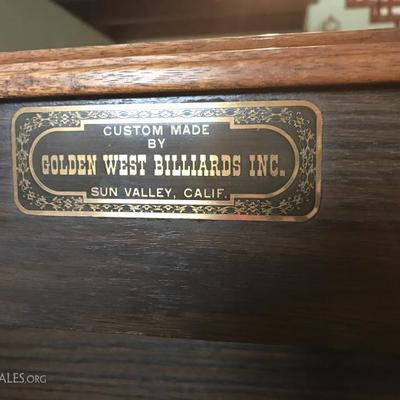 CUSTOM MADE
BY
GOLDEN WEST BILLIARDS INC.
SUN VALLEY, CALIF.
ALES.ORG